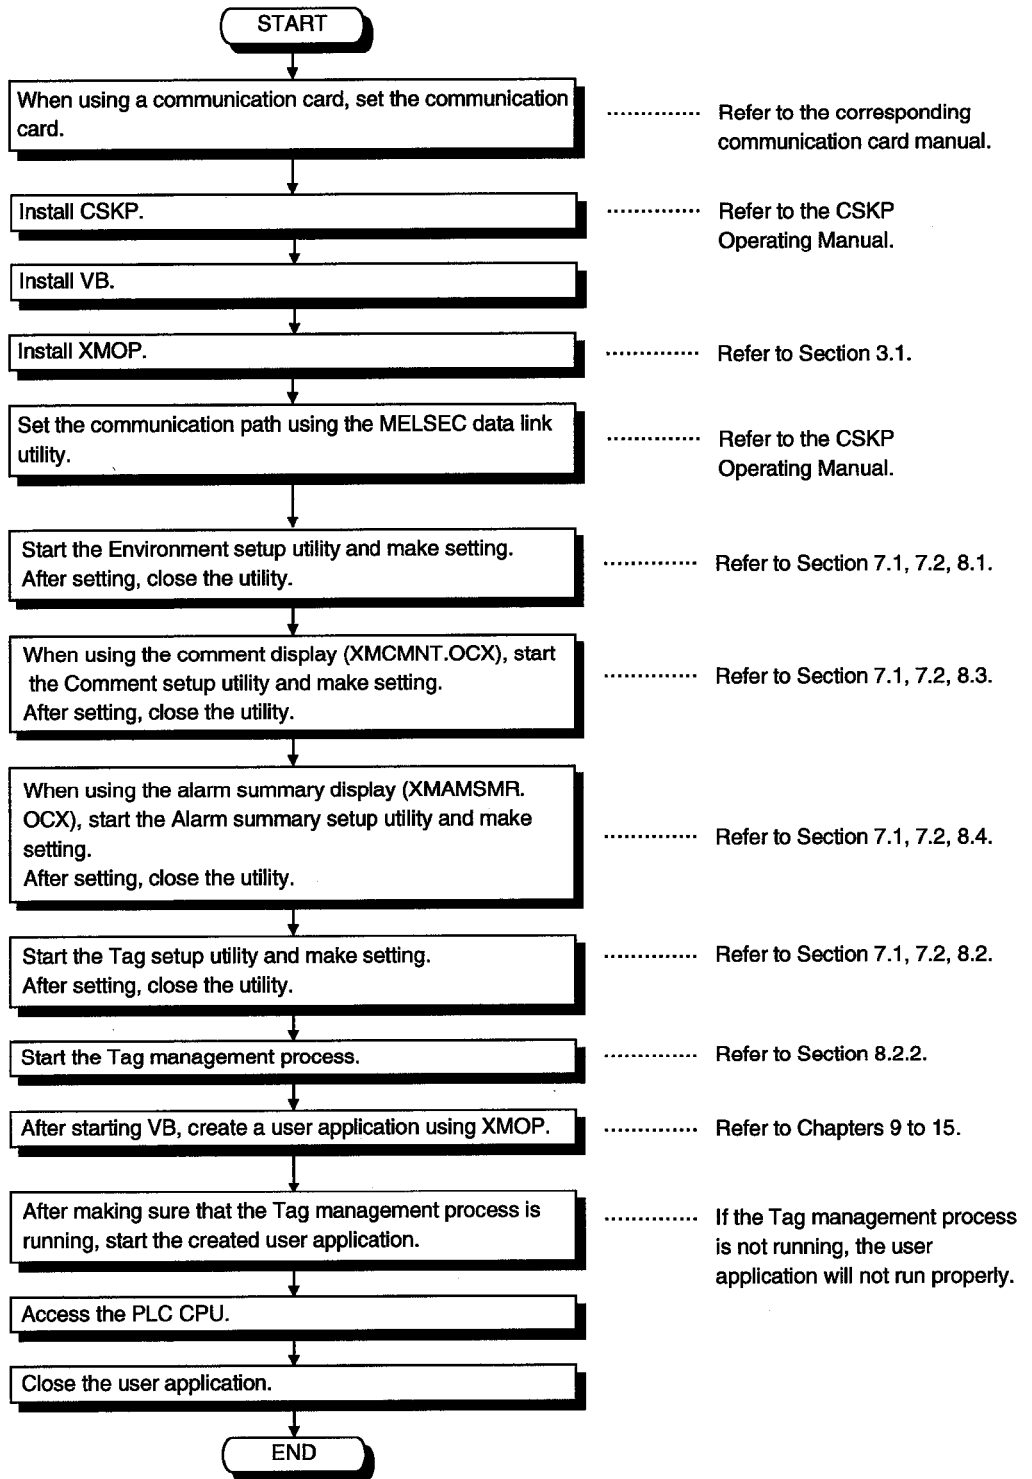 START
When using a communication card, set the communication
card.
Refer to the corresponding
communication card manual.
Install CSKP.
Refer to the CSKP
Operating Manual.
Install VB.
Install XMOP.
Refer to Section 3.1.
Set the communication path using the MELSEC data link
utility.
Refer to the CSKP
Operating Manual.
Start the Environment setup utility and make setting.
After setting, close the utility.
Refer to Section 7.1, 7.2, 8.1.
When using the comment display (XMCMNT.OCX), start
the Comment setup utility and make setting.
After setting, close the utility.
Refer to Section 7.1, 7.2, 8.3.
When using the alarm summary display (XMAMSMR.
OCX), start the Alarm summary setup utility and make
setting.
After setting, close the utility.
Refer to Section 7.1, 7.2, 8.4.
Start the Tag setup utility and make setting.
After setting, close the utility.
Refer to Section 7.1, 7.2, 8.2.
Start the Tag management process.
Refer to Section 8.2.2.
After starting VB, create a user application using XMOP.
Refer to Chapters 9 to 15.
After making sure that the Tag management process is
running, start the created user application.
If the Tag management process
is not running, the user
application will not run properly.
Access the PLC CPU.
Close the user application.
END